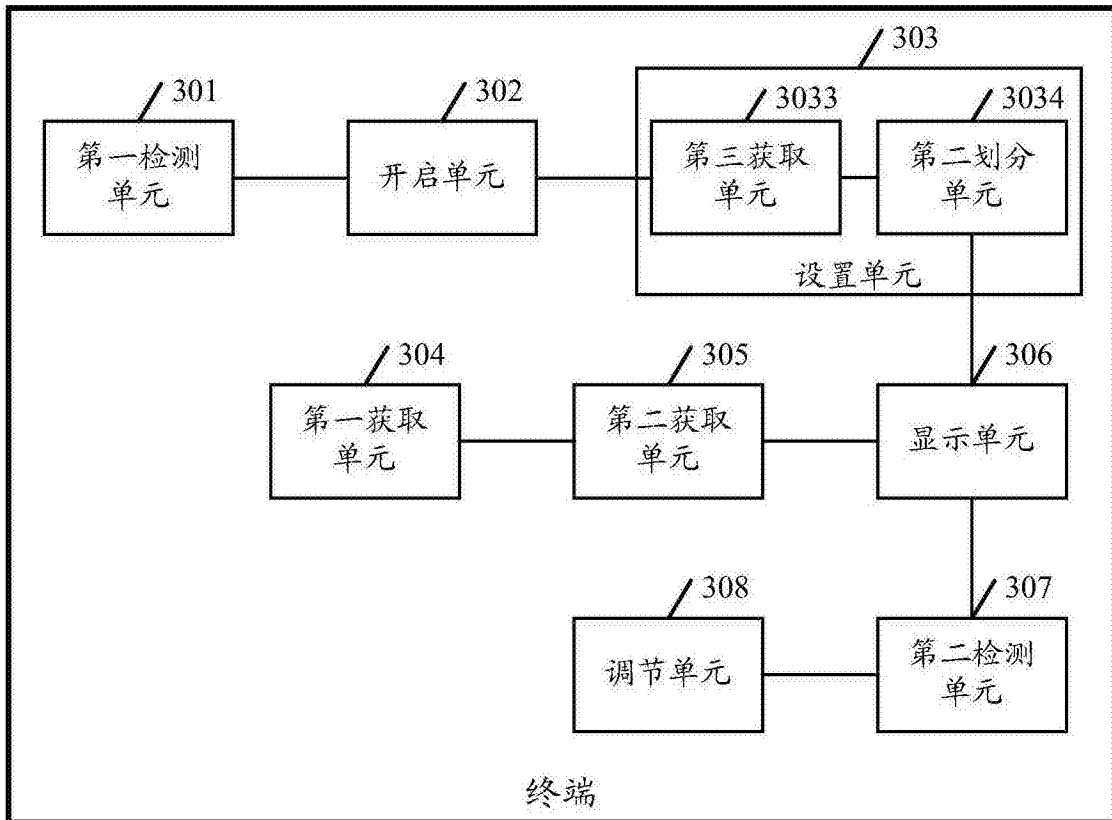 303
301
302
3033
3034
第一检测
单元
开启单元
第三获取
单元
第二划分
单元
设置单元
304
305
306
第一获取
单元
第二获取
单元
显示单元
308
307
调节单元
第二检测
单元
终端